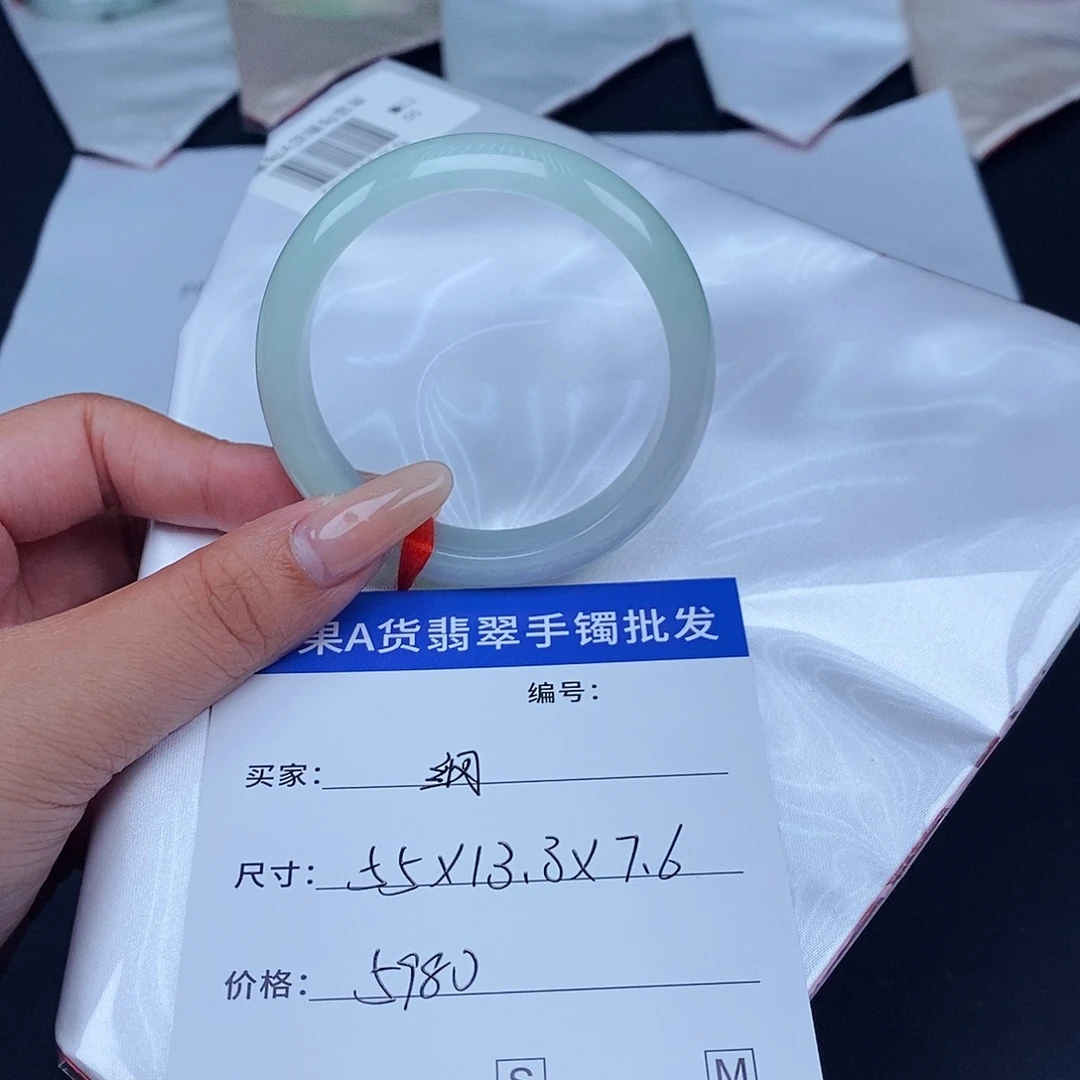 果A货翡翠手镯批发
编号：
买家：
尺寸：55X13.3X7.6
价格：5980
S M